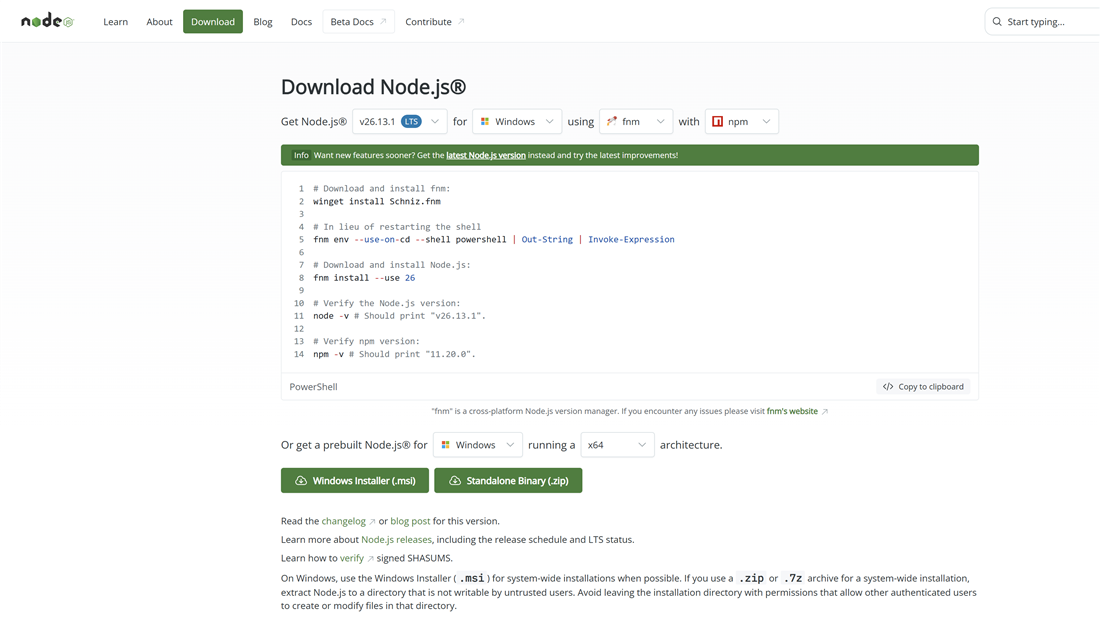 node
Learn About Download Blog Docs Beta Docs Contribute Start typing...
Download Node.js®
Get Node.js® v26.13.1 LTS for Windows using fnm with npm
Info Want new features sooner? Get the latest Node.js version instead and try the latest improvements!
1 # Download and install fnm:
2 winget install Schniz.fnm
3
4 # In lieu of restarting the shell
5 fnm env --use-on-cd --shell powershell | Out-String | Invoke-Expression
6
7 # Download and install Node.js:
8 fnm install --use 26
9
10 # Verify the Node.js version:
11 node -v # Should print "v26.13.1".
12
13 # Verify npm version:
14 npm -v # Should print "11.20.0".
PowerShell </> Copy to clipboard
"fnm" is a cross-platform Node.js version manager. If you encounter any issues please visit fnm's website
Or get a prebuilt Node.js® for Windows running a x64 architecture.
Windows Installer (.msi) Standalone Binary (.zip)
Read the changelog or blog post for this version.
Learn more about Node.js releases, including the release schedule and LTS status.
Learn how to verify signed SHASUMS.
On Windows, use the Windows Installer ( .msi ) for system-wide installations when possible. If you use a .zip or .7z archive for a system-wide installation,
extract Node.js to a directory that is not writable by untrusted users. Avoid leaving the installation directory with permissions that allow other authenticated users
to create or modify files in that directory.